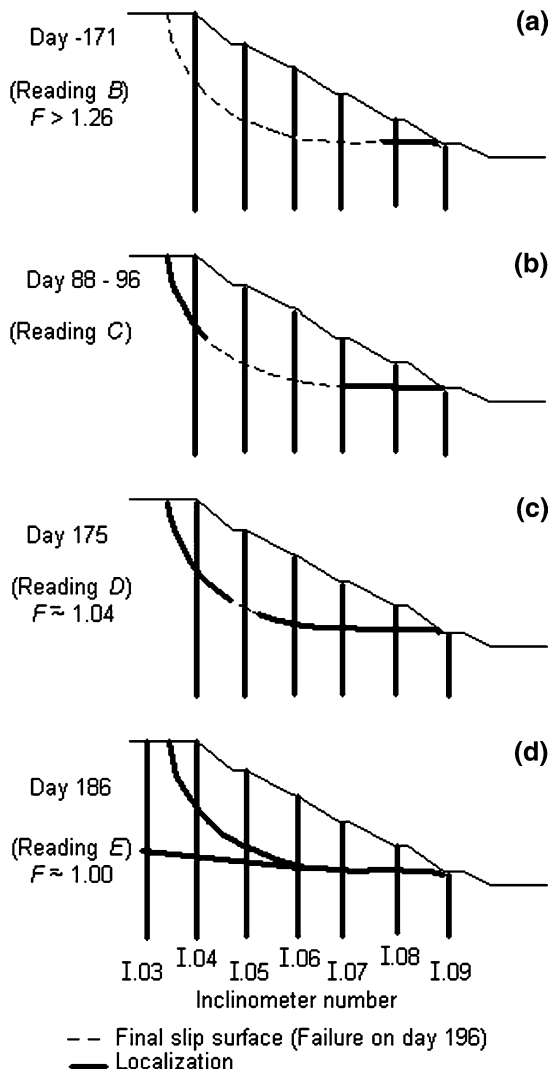 (a)
Day -171
(Reading B)
F > 1.26
(b)
Day 88 - 96
(Reading C)
(c)
Day 175
(Reading D)
F ≈ 1.04
(d)
Day 186
(Reading E)
F ≈ 1.00
I.03 I.04 I.05 I.06 I.07 I.08 I.09
Inclinometer number
Final slip surface (Failure on day 196)
Localization